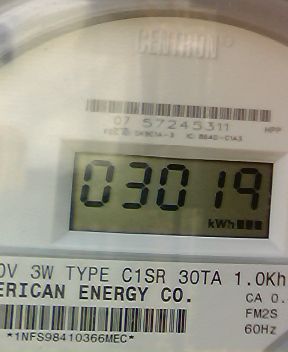 CENTRON®
07 57245311 HPP
03019
kWh
0V 3W TYPE C1SR 30TA 1.0Kh
ERICAN ENERGY CO. CA 0.
FM2S
*1NFS98410366MEC* 60Hz